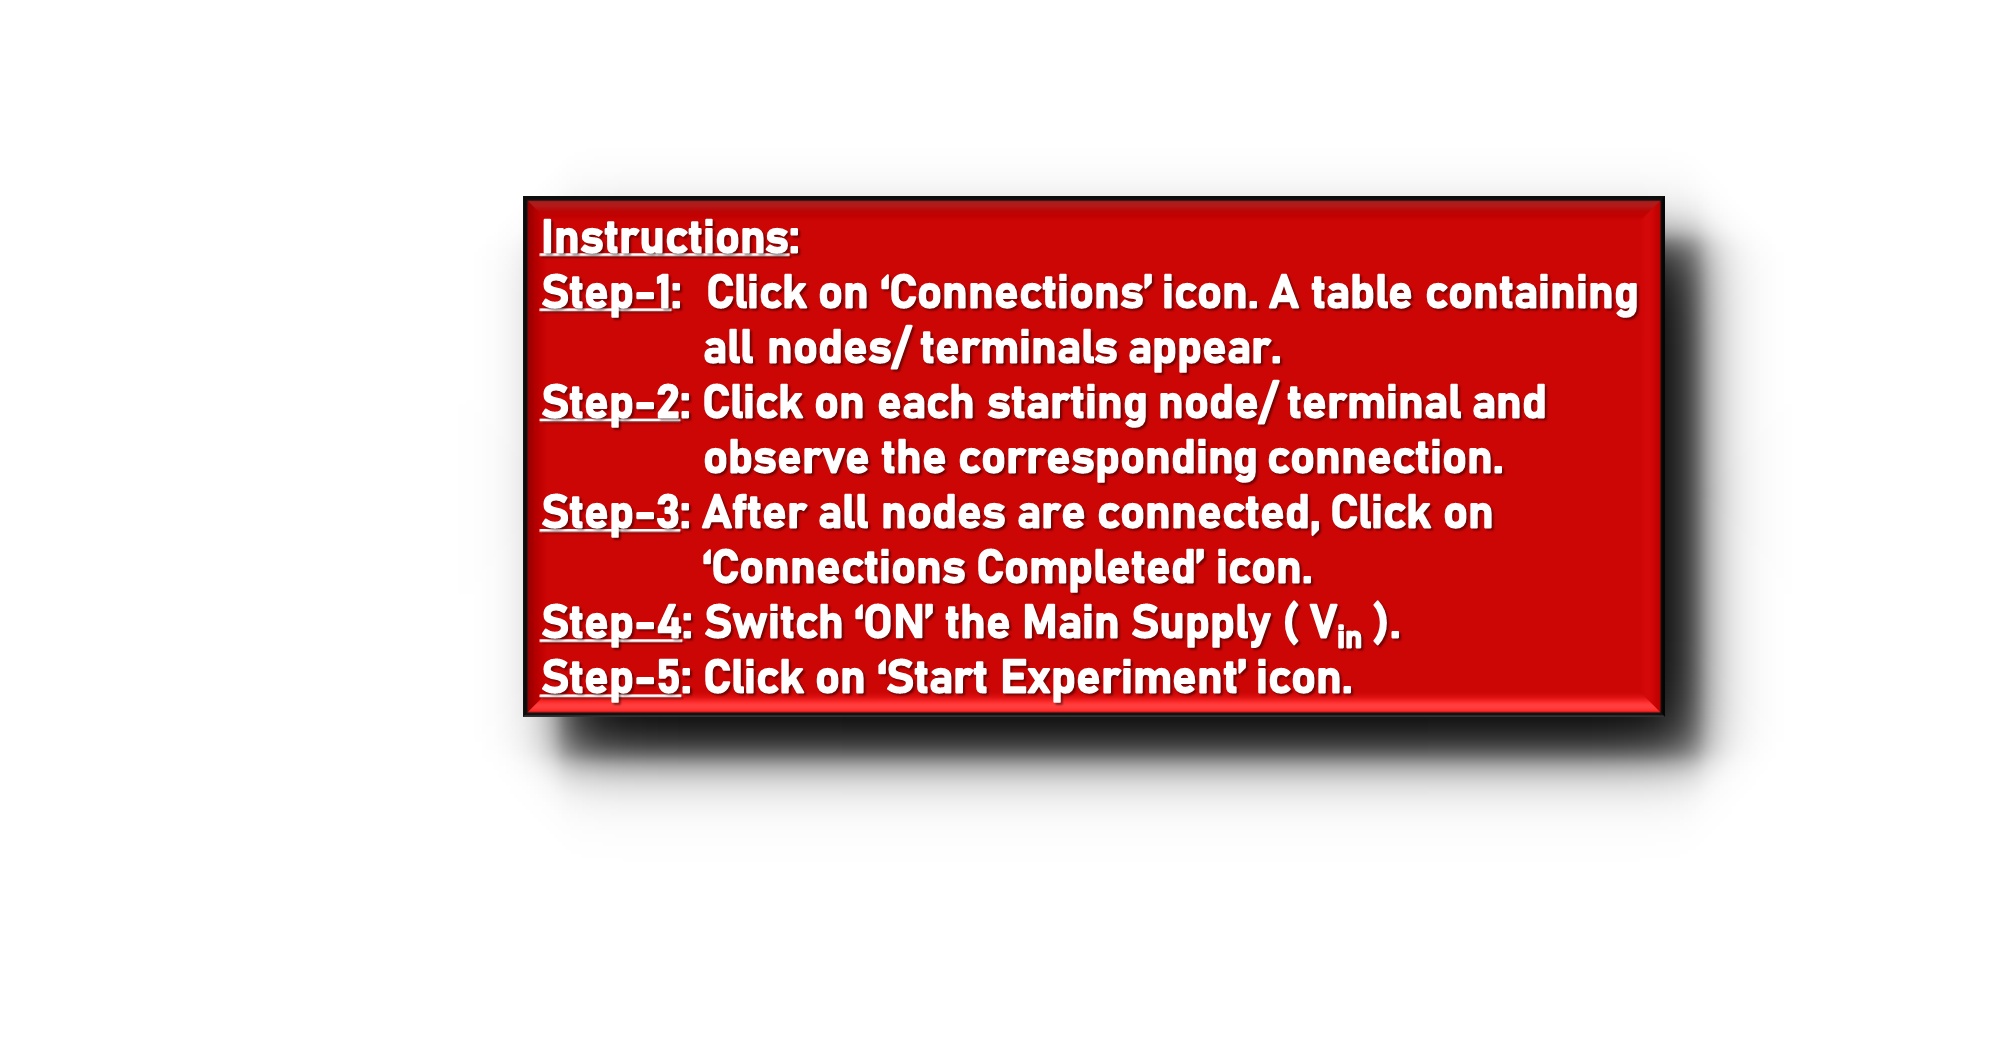 Instructions:
Step-1: Click on ‘Connections’ icon. A table containing
all nodes/ terminals appear.
Step-2: Click on each starting node/ terminal and
observe the corresponding connection.
Step-3: After all nodes are connected, Click on
‘Connections Completed’ icon.
Step-4: Switch ‘ON’ the Main Supply ( Vin ).
Step-5: Click on ‘Start Experiment’ icon.